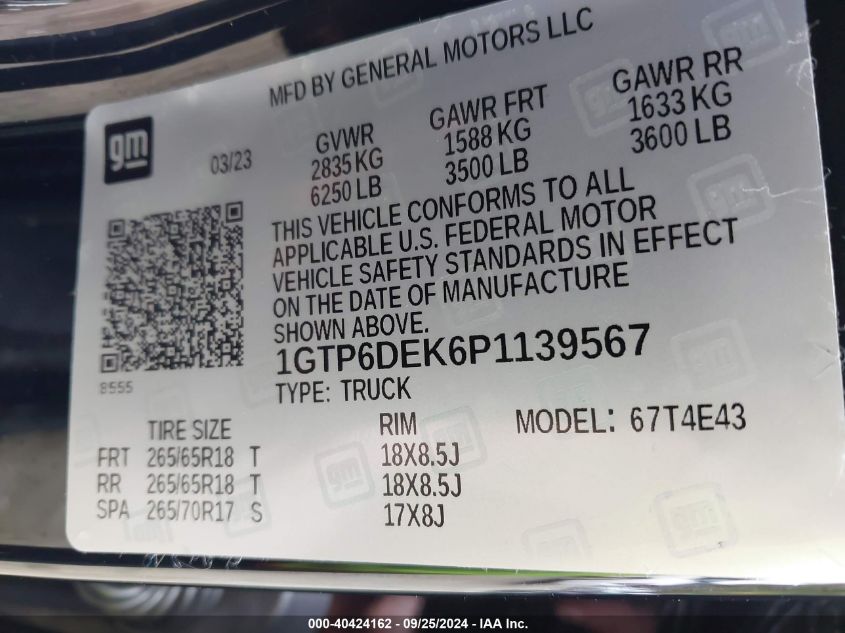 MFD BY GENERAL MOTORS LLC
gm
03/23
GVWR
2835 KG
6250 LB
GAWR FRT
1588 KG
3500 LB
GAWR RR
1633 KG
3600 LB
THIS VEHICLE CONFORMS TO ALL
APPLICABLE U.S. FEDERAL MOTOR
VEHICLE SAFETY STANDARDS IN EFFECT
ON THE DATE OF MANUFACTURE
SHOWN ABOVE.
8555
1GTP6DEK6P1139567
TYPE: TRUCK
TIRE SIZE RIM MODEL: 67T4E43
FRT 265/65R18 T 18X8.5J
RR 265/65R18 T 18X8.5J
SPA 265/70R17 S 17X8J
000-40424162 - 09/25/2024 - IAA Inc.